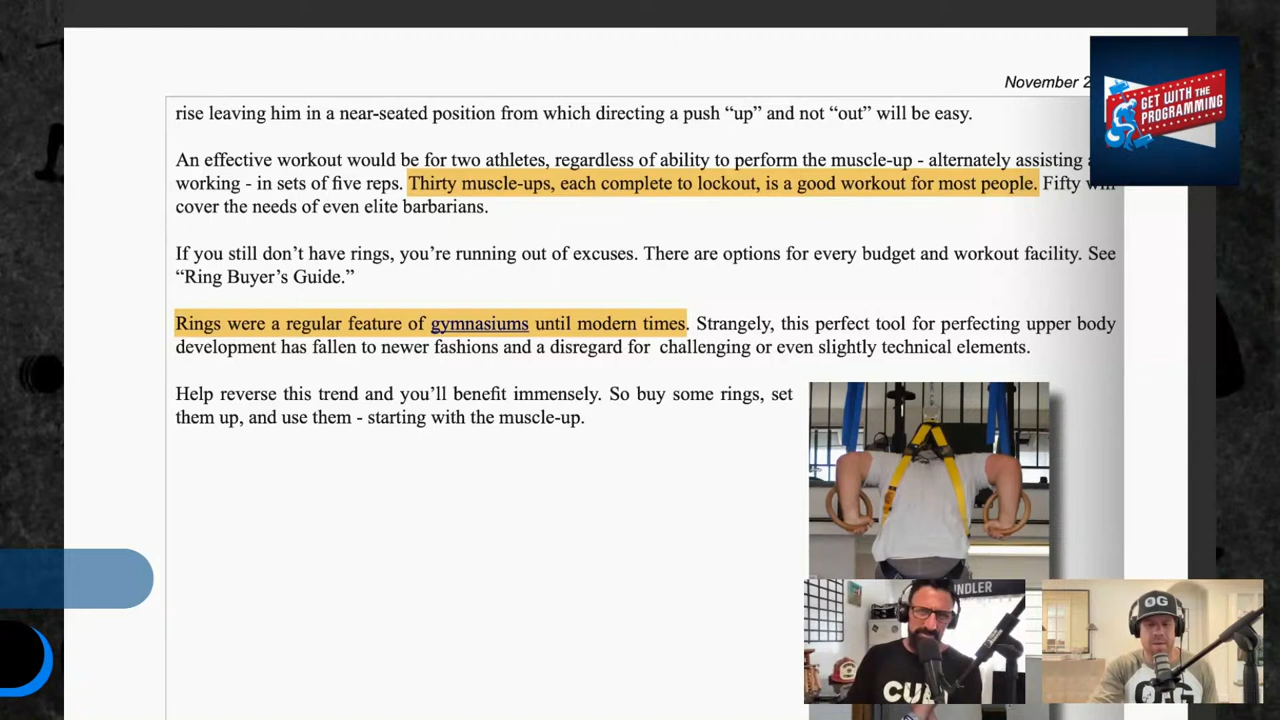 November 2
GET WITH THE
PROGRAMMING
rise leaving him in a near-seated position from which directing a push “up” and not “out” will be easy.
An effective workout would be for two athletes, regardless of ability to perform the muscle-up - alternately assisting
working - in sets of five reps. Thirty muscle-ups, each complete to lockout, is a good workout for most people. Fifty will
cover the needs of even elite barbarians.
If you still don’t have rings, you’re running out of excuses. There are options for every budget and workout facility. See
“Ring Buyer’s Guide.”
Rings were a regular feature of gymnasiums until modern times. Strangely, this perfect tool for perfecting upper body
development has fallen to newer fashions and a disregard for challenging or even slightly technical elements.
Help reverse this trend and you’ll benefit immensely. So buy some rings, set
them up, and use them - starting with the muscle-up.
NDLER
OG
CU
OG